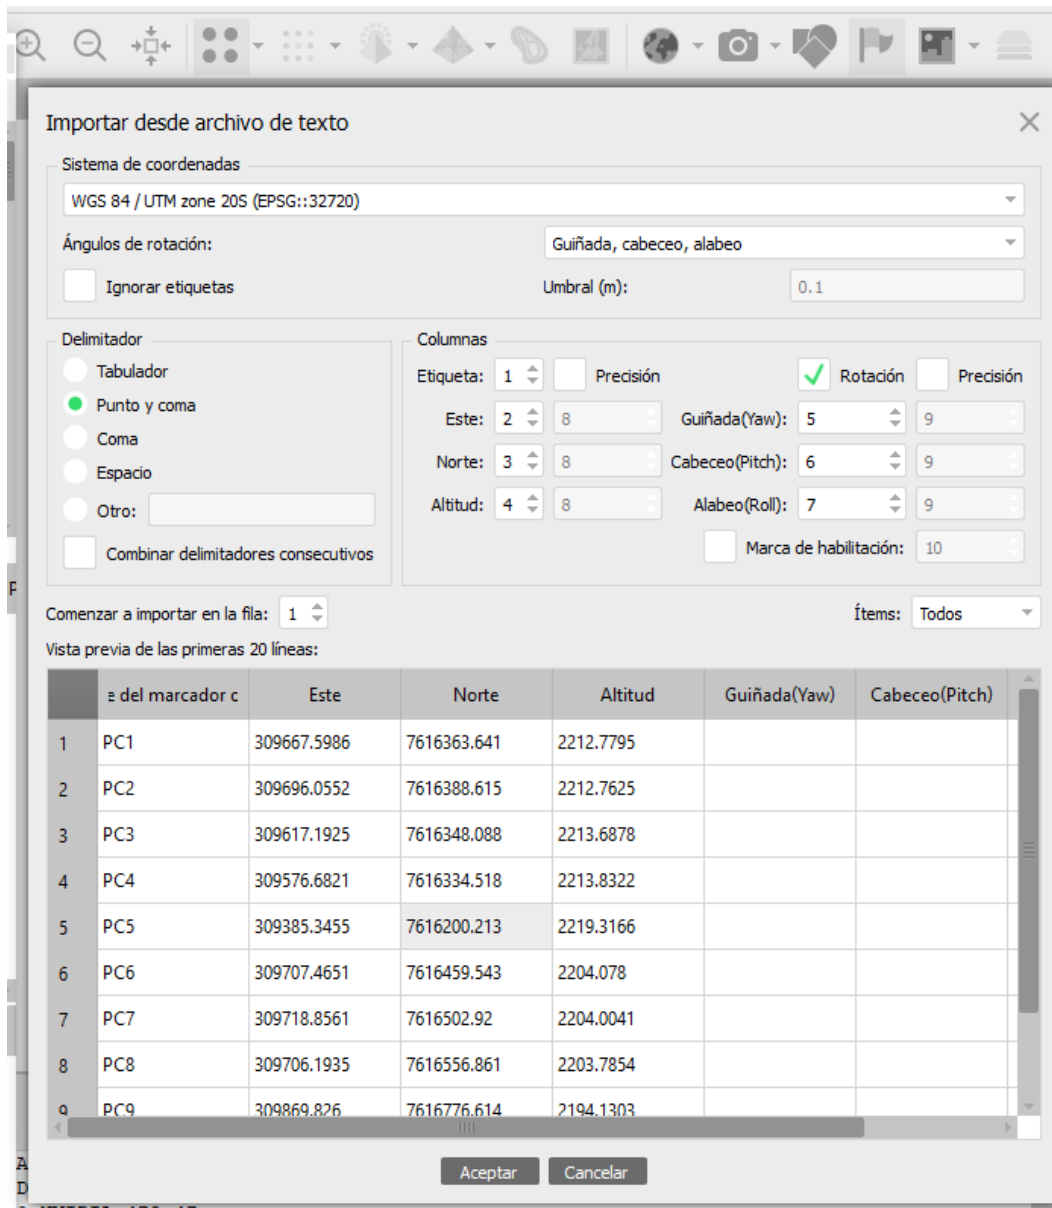 Importar desde archivo de texto
Sistema de coordenadas
WGS 84 / UTM zone 20S (EPSG::32720)
Ángulos de rotación: Guiñada, cabeceo, alabeo
Ignorar etiquetas Umbral (m): 0.1
Delimitador
Tabulador
Punto y coma
Coma
Espacio
Otro:
Combinar delimitadores consecutivos
Columnas
Etiqueta: 1 Precisión Rotación Precisión
Este: 2 8 Guiñada(Yaw): 5 9
Norte: 3 8 Cabeceo(Pitch): 6 9
Altitud: 4 8 Alabeo(Roll): 7 9
Marca de habilitación: 10
Comenzar a importar en la fila: 1 Ítems: Todos
Vista previa de las primeras 20 líneas:
e del marcador c Este Norte Altitud Guiñada(Yaw) Cabeceo(Pitch)
1 PC1 309667.5986 7616363.641 2212.7795
2 PC2 309696.0552 7616388.615 2212.7625
3 PC3 309617.1925 7616348.088 2213.6878
4 PC4 309576.6821 7616334.518 2213.8322
5 PC5 309385.3455 7616200.213 2219.3166
6 PC6 309707.4651 7616459.543 2204.078
7 PC7 309718.8561 7616502.92 2204.0041
8 PC8 309706.1935 7616556.861 2203.7854
9 PC9 309869.826 7616776.614 2194.1303
Aceptar Cancelar